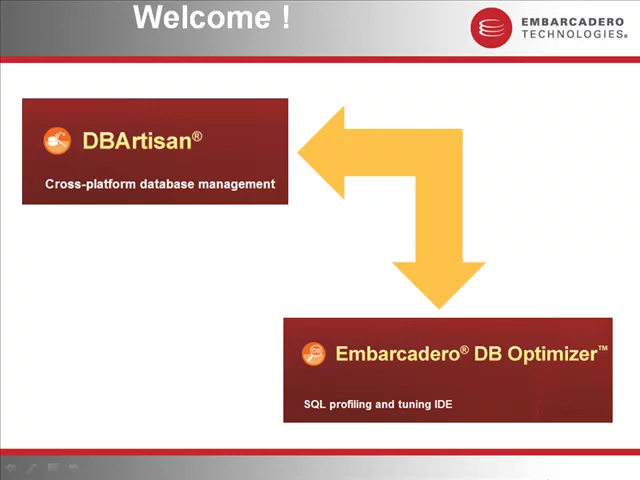 Welcome !
EMBARCADERO
TECHNOLOGIES®
DBArtisan®
Cross-platform database management
Embarcadero® DB Optimizer™
SQL profiling and tuning IDE